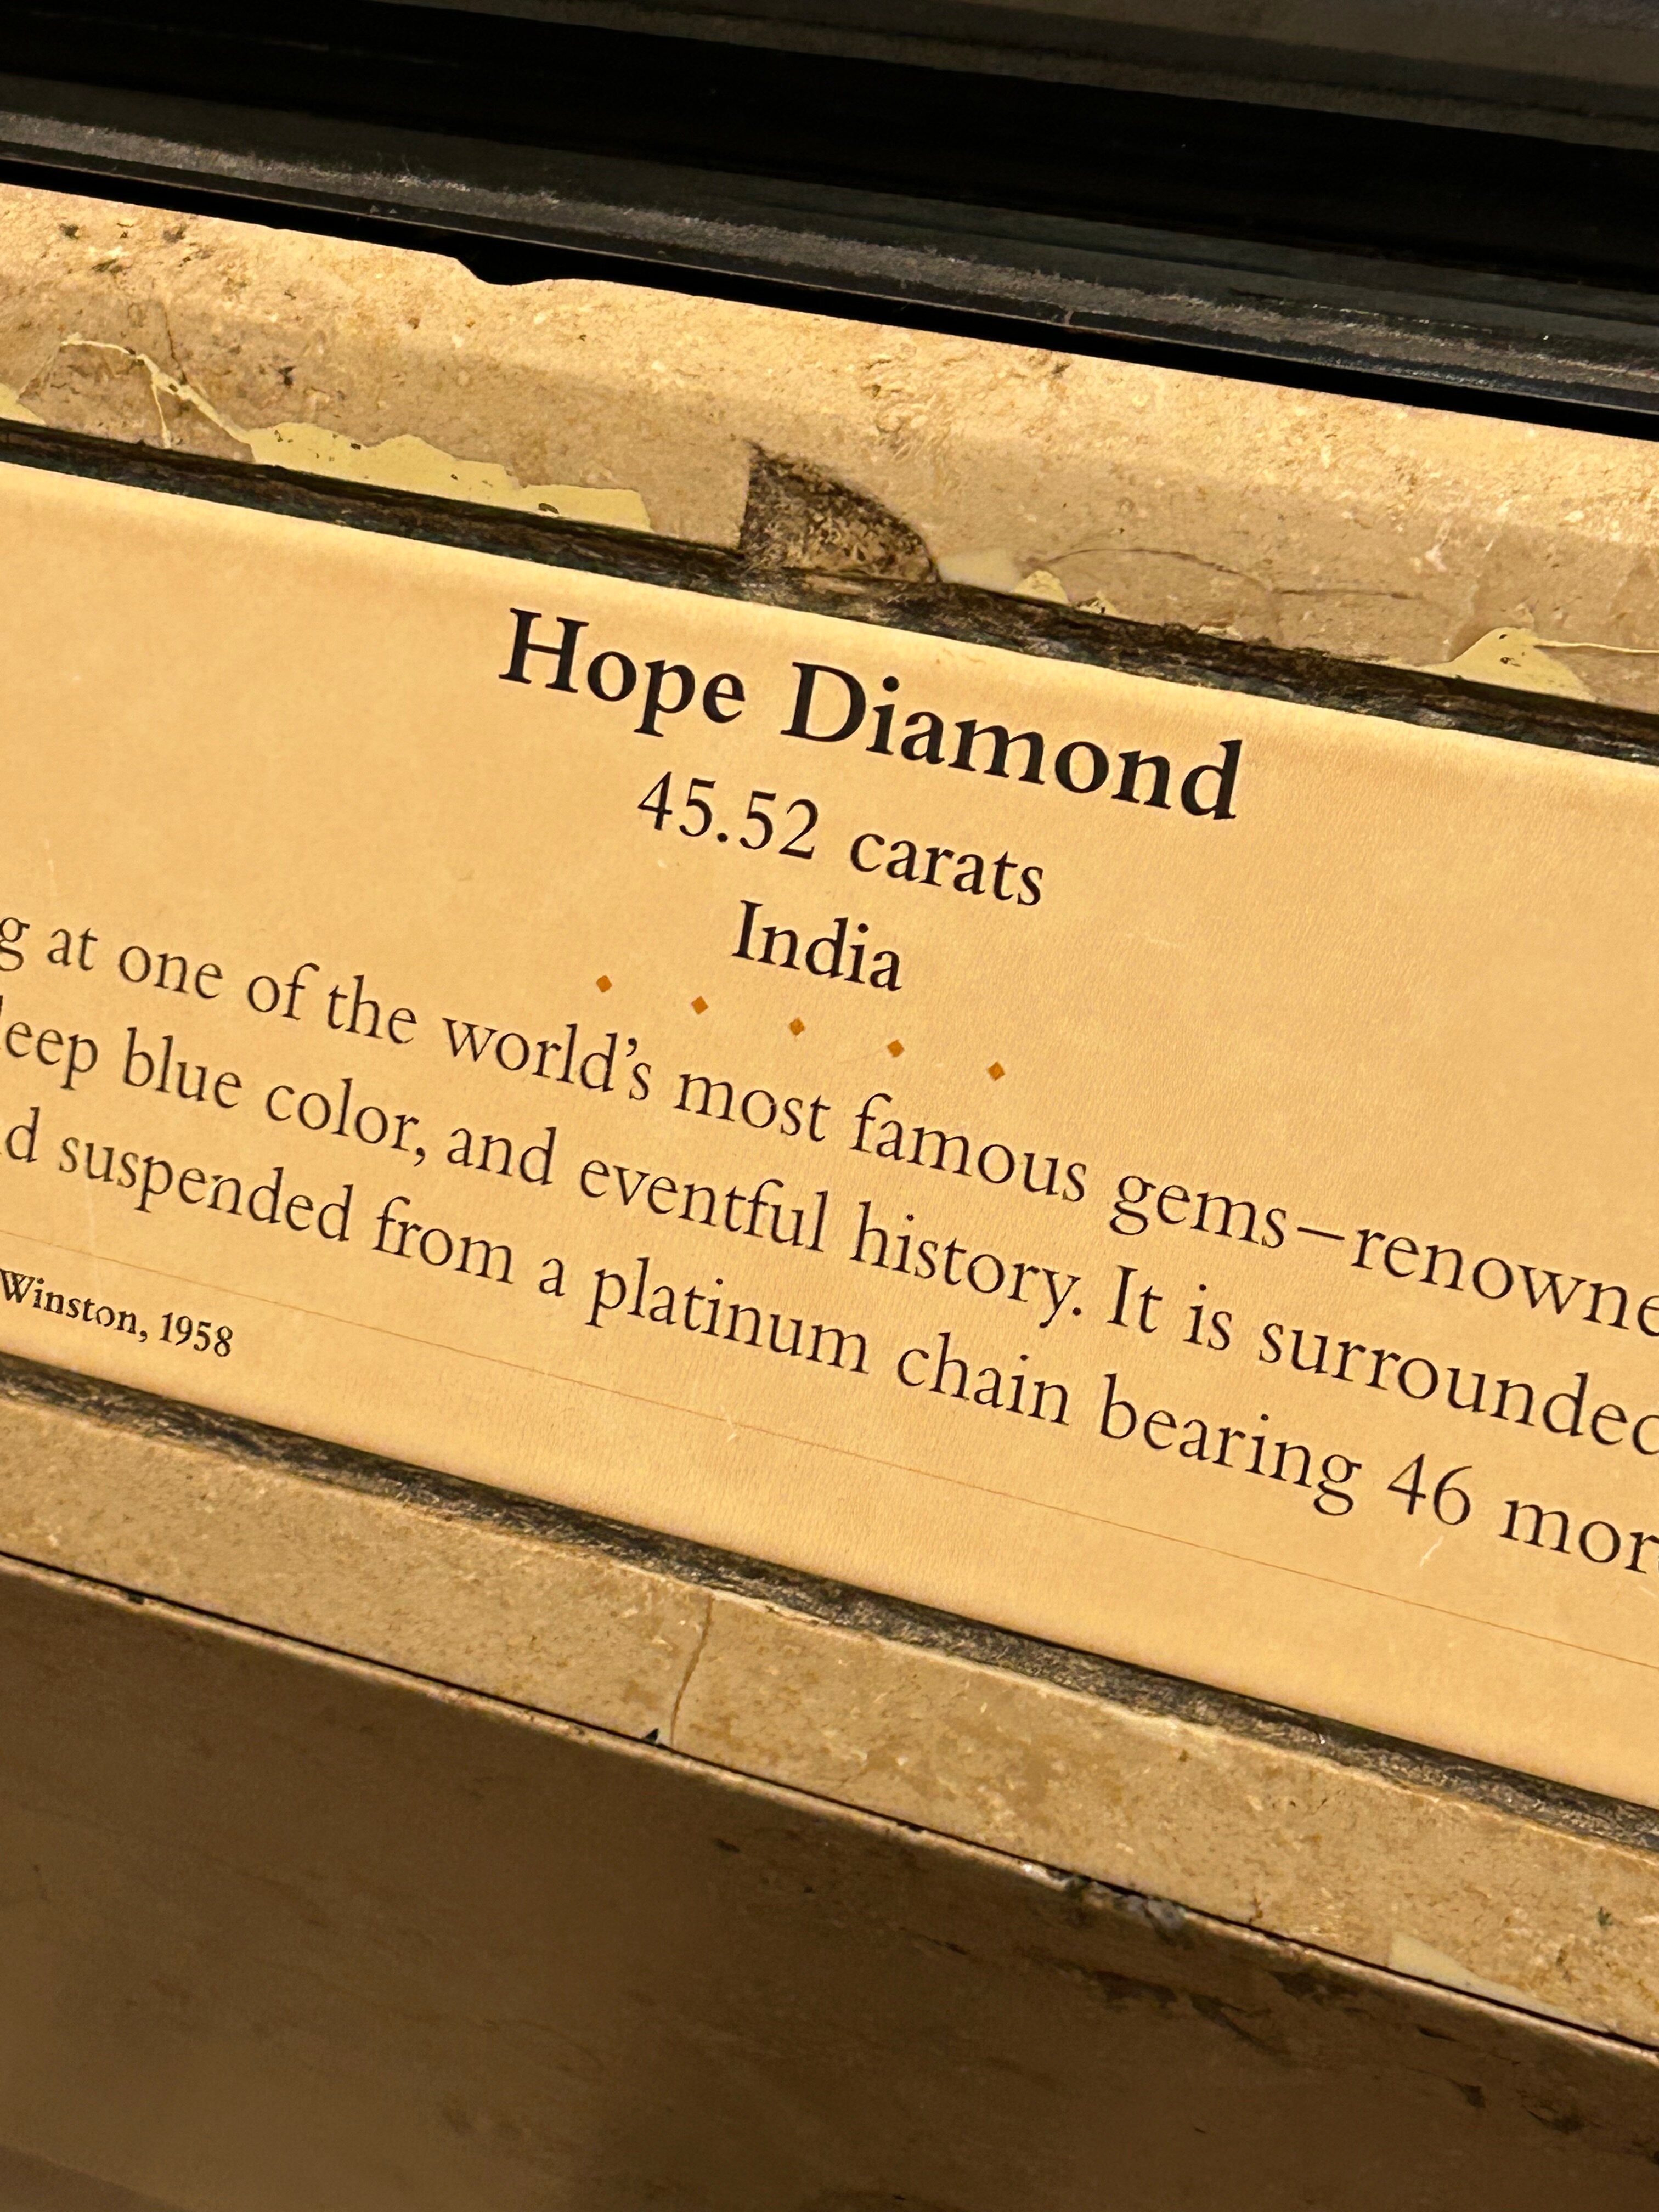 Hope Diamond
45.52 carats
India
g at one of the world’s most famous gems—renowne
eep blue color, and eventful history. It is surrounded
d suspended from a platinum chain bearing 46 mor
Winston, 1958